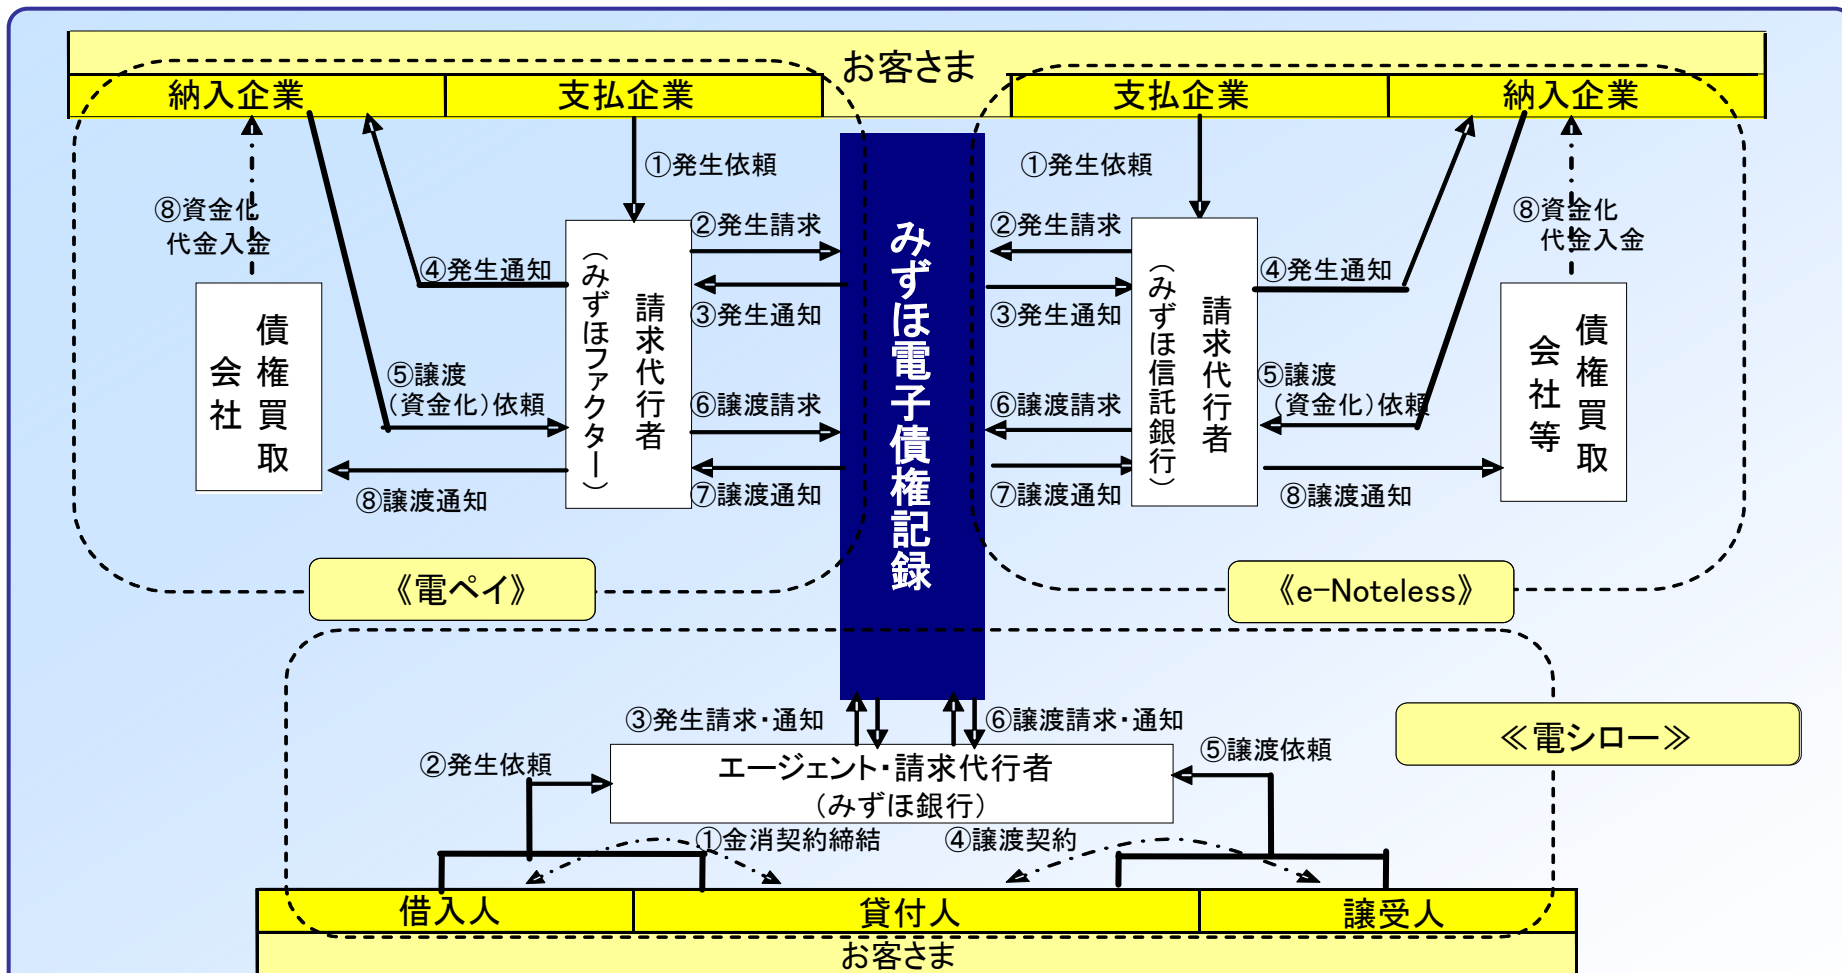 お客さま
納入企業
支払企業
支払企業
納入企業
①発生依頼
②発生請求
③発生通知
④発生通知
⑤譲渡
(資金化)依頼
⑥譲渡請求
⑦譲渡通知
⑧譲渡通知
⑧資金化
代金入金
債権買取
会社
請求代行者
(みずほファクター)
《電ペイ》
みずほ電子債権記録
①発生依頼
②発生請求
③発生通知
④発生通知
⑤譲渡
(資金化)依頼
⑥譲渡請求
⑦譲渡通知
⑧譲渡通知
⑧資金化
代金入金
請求代行者
(みずほ信託銀行)
債権買取
会社等
《e-Noteless》
③発生請求・通知
⑥譲渡請求・通知
≪電シロー≫
②発生依頼
⑤譲渡依頼
エージェント・請求代行者
(みずほ銀行)
①金消契約締結
④譲渡契約
借入人
貸付人
譲受人
お客さま